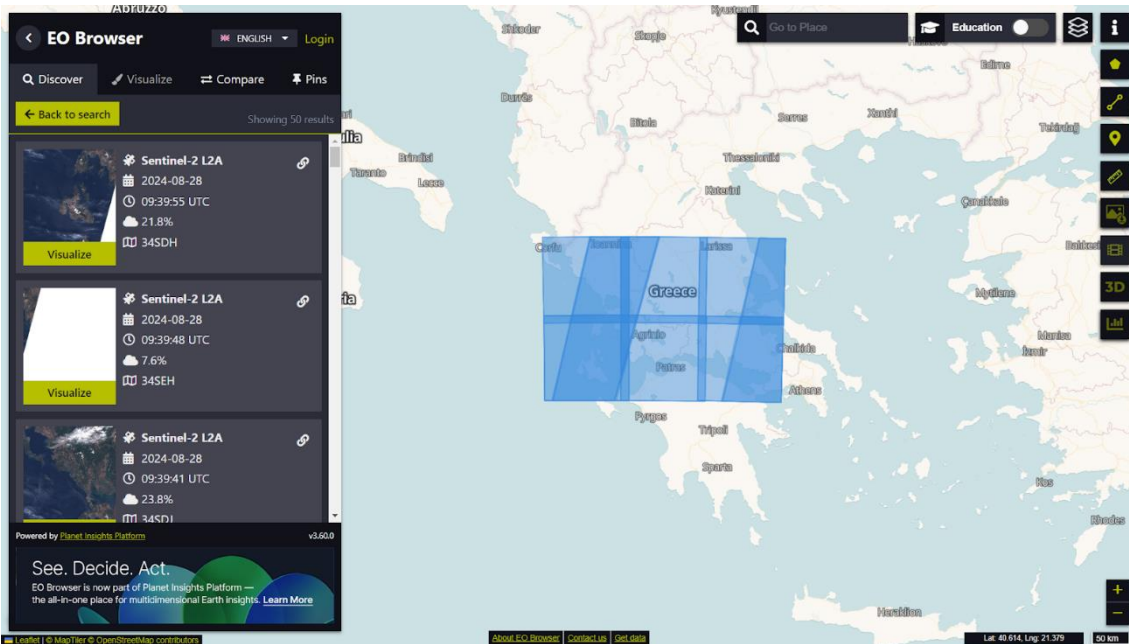 EO Browser
ENGLISH
Login
Discover
Visualize
Compare
Pins
Back to search
Showing 50 results
Sentinel-2 L2A
2024-08-28
09:39:55 UTC
21.8%
34SDH
Visualize
Sentinel-2 L2A
2024-08-28
09:39:48 UTC
7.6%
34SEH
Visualize
Sentinel-2 L2A
2024-08-28
09:39:41 UTC
23.8%
34SDJ
Powered by Planet Insights Platform
v3.60.0
See. Decide. Act.
EO Browser is now part of Planet Insights Platform —
the all-in-one place for multidimensional Earth insights. Learn More
Leaflet | © MapTiler © OpenStreetMap contributors
Go to Place
Education
3D
Abruzzo
Shkoder
Skopje
Kyustendil
Edirne
Durrës
Bitola
Serres
Xanthi
Tekirdağ
Brindisi
Taranto
Lecce
Thessaloniki
Katerini
Çanakkale
Corfu
Ioannina
Larissa
Greece
Mytilene
Agrinio
Chalkida
Manisa
İzmir
Patras
Athens
Pyrgos
Tripoli
Sparta
Kos
Rhodes
Heraklion
About EO Browser
Contact us
Get data
Lat: 40.614, Lng: 21.379
50 km